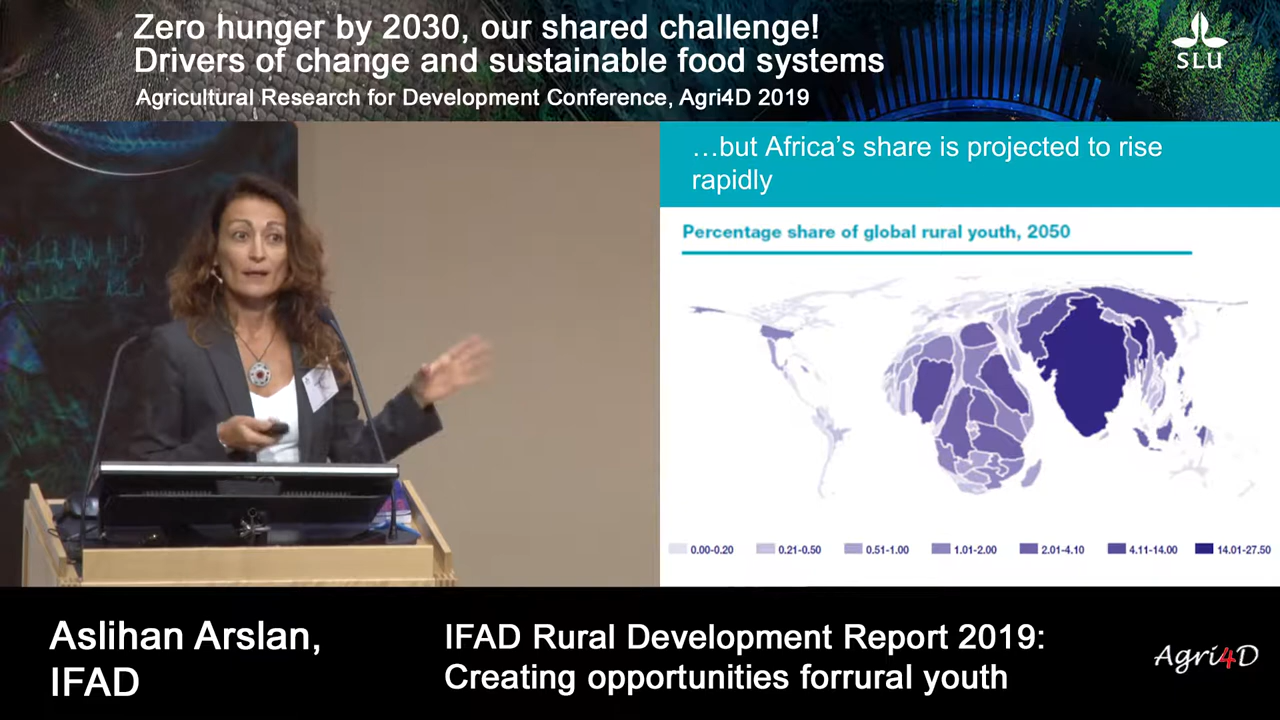 Zero hunger by 2030, our shared challenge!
Drivers of change and sustainable food systems
Agricultural Research for Development Conference, Agri4D 2019
SLU
...but Africa's share is projected to rise
rapidly
Percentage share of global rural youth, 2050
0.00-0.20 0.21-0.50 0.51-1.00 1.01-2.00 2.01-4.10 4.11-14.00 14.01-27.50
Aslihan Arslan,
IFAD
IFAD Rural Development Report 2019:
Creating opportunities forrural youth
Agri4D